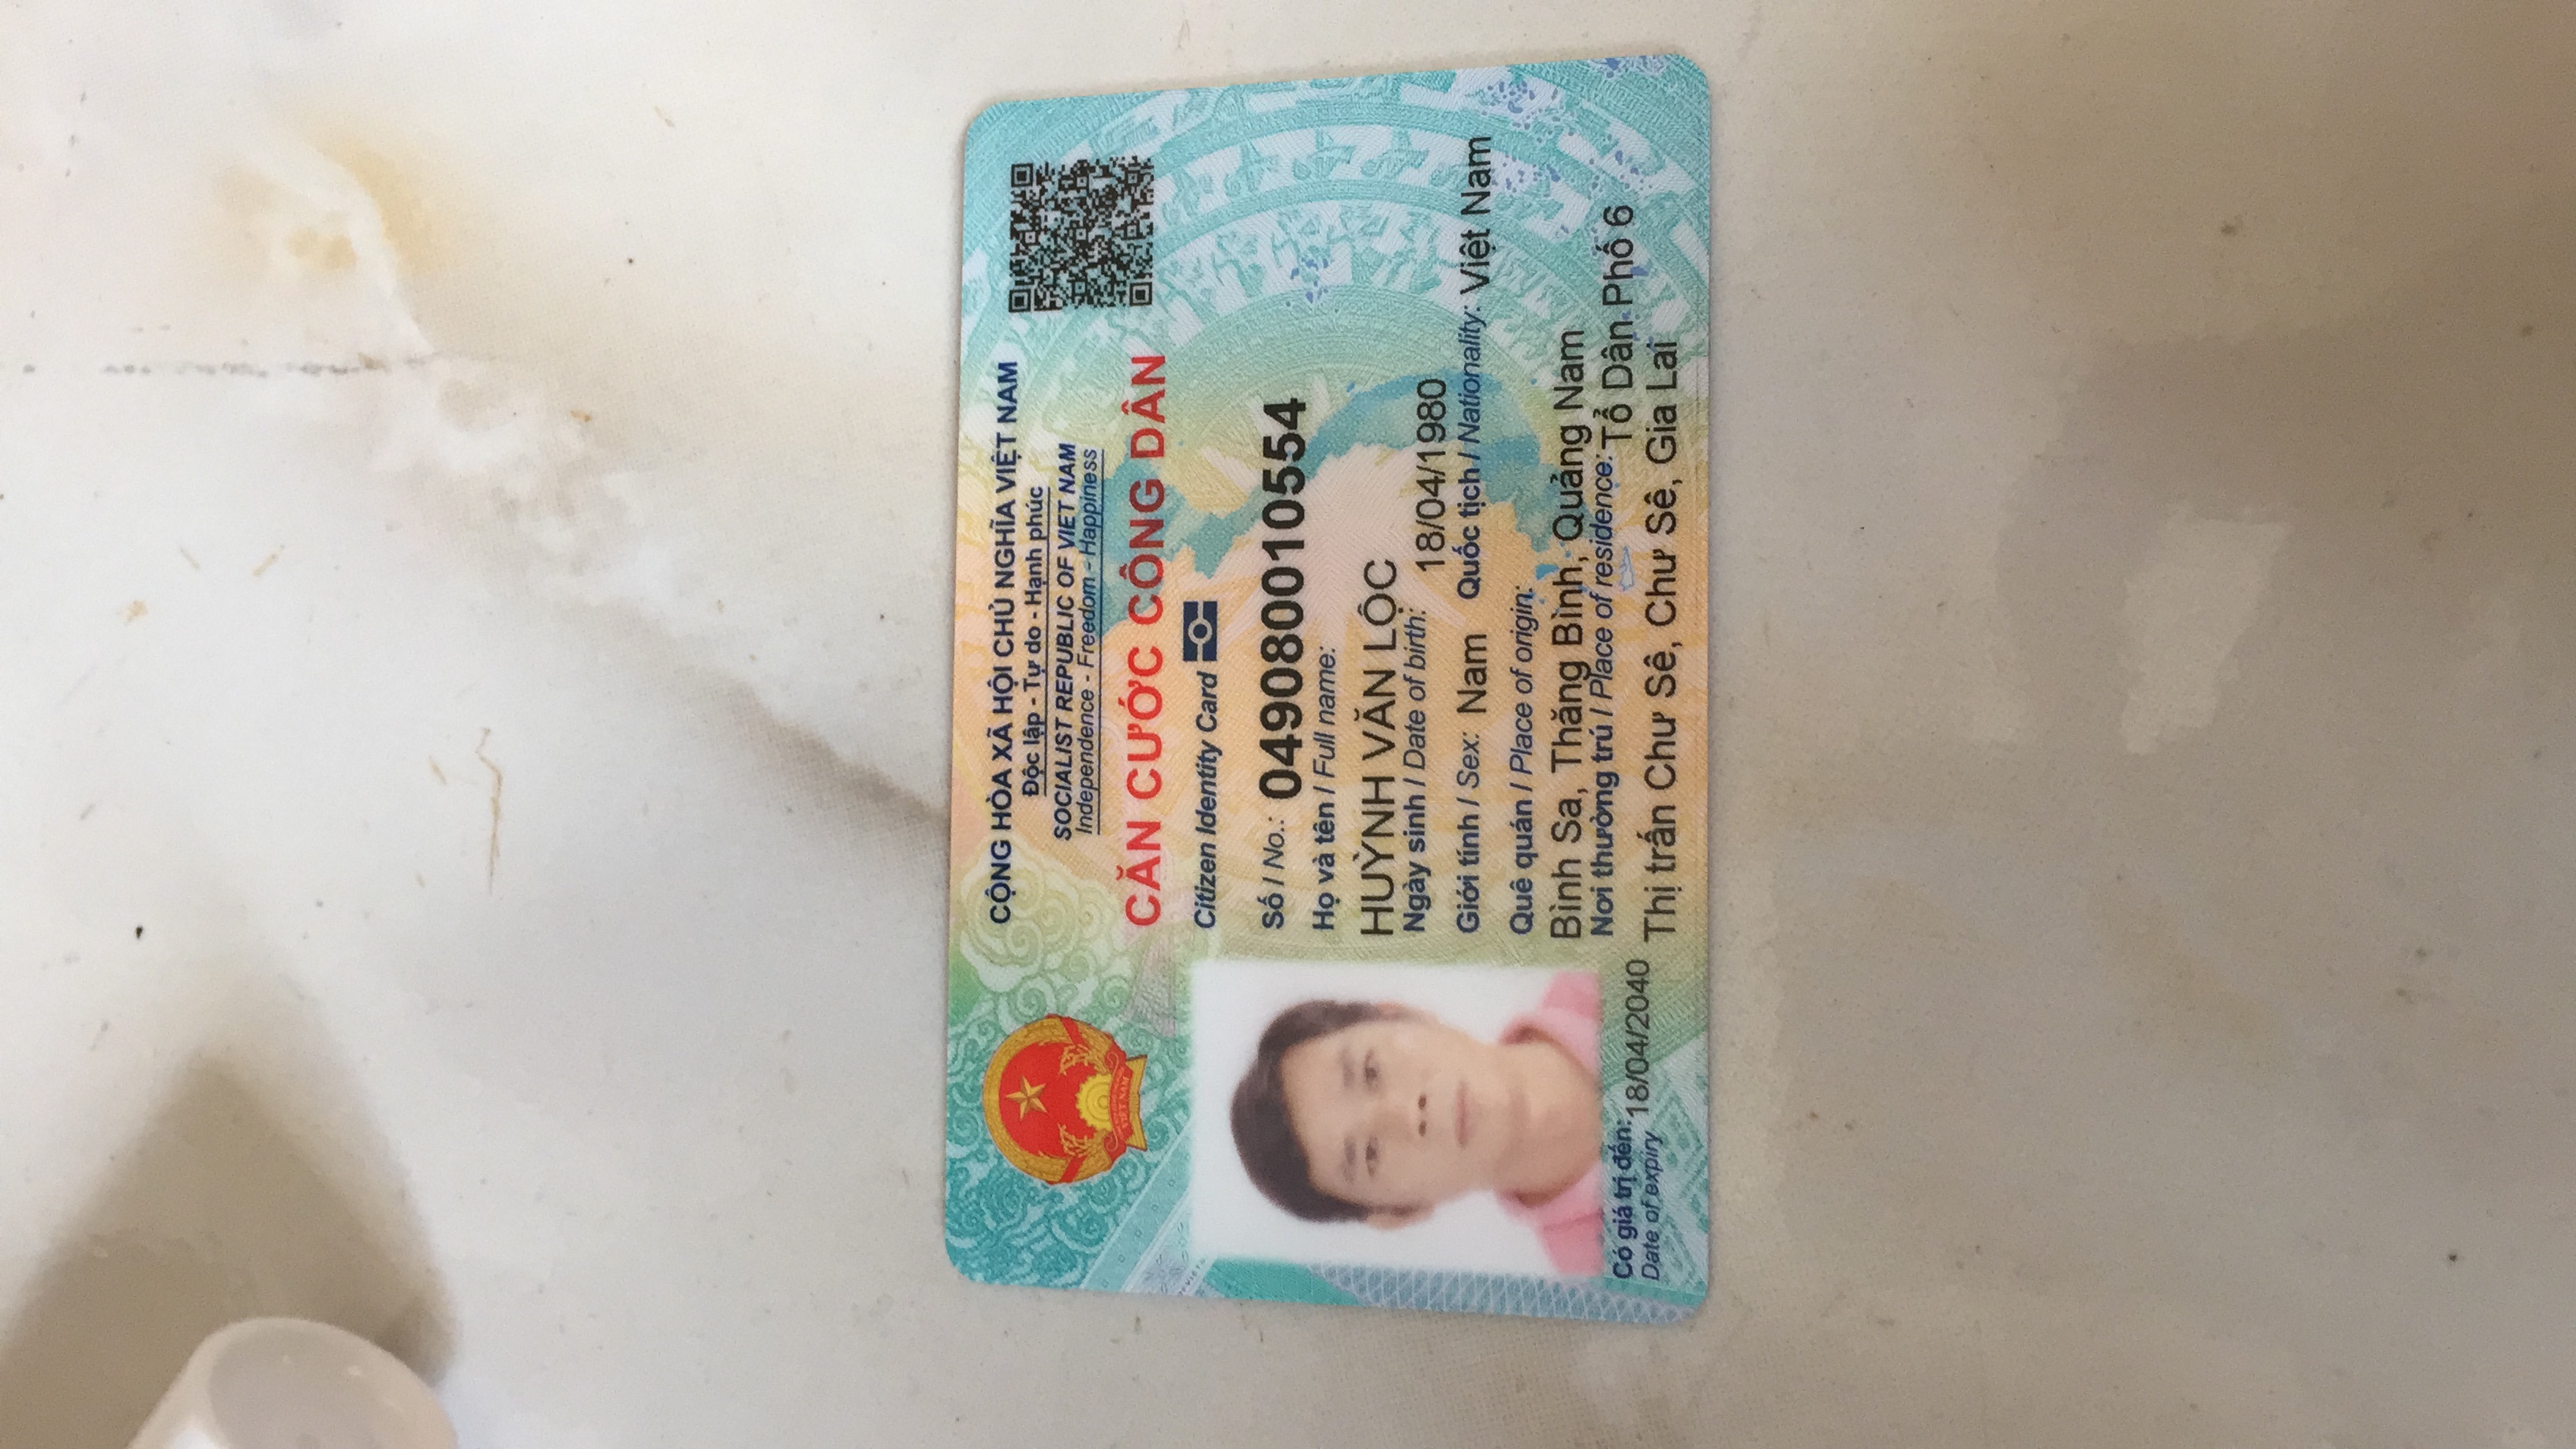 CỘNG HÒA XÃ HỘI CHỦ NGHĨA VIỆT NAM
Độc lập - Tự do - Hạnh phúc
SOCIALIST REPUBLIC OF VIET NAM
Independence - Freedom - Happiness
CĂN CƯỚC CÔNG DÂN
Citizen Identity Card
VIỆT NAM
Số / No.: 049080010554
Họ và tên / Full name:
HUỲNH VĂN LỘC
Ngày sinh / Date of birth: 18/04/1980
Giới tính / Sex: Nam Quốc tịch / Nationality: Việt Nam
Quê quán / Place of origin:
Bình Sa, Thăng Bình, Quảng Nam
Nơi thường trú / Place of residence: Tổ Dân Phố 6
Thị trấn Chư Sê, Chư Sê, Gia Lai
Có giá trị đến: 18/04/2040
Date of expiry